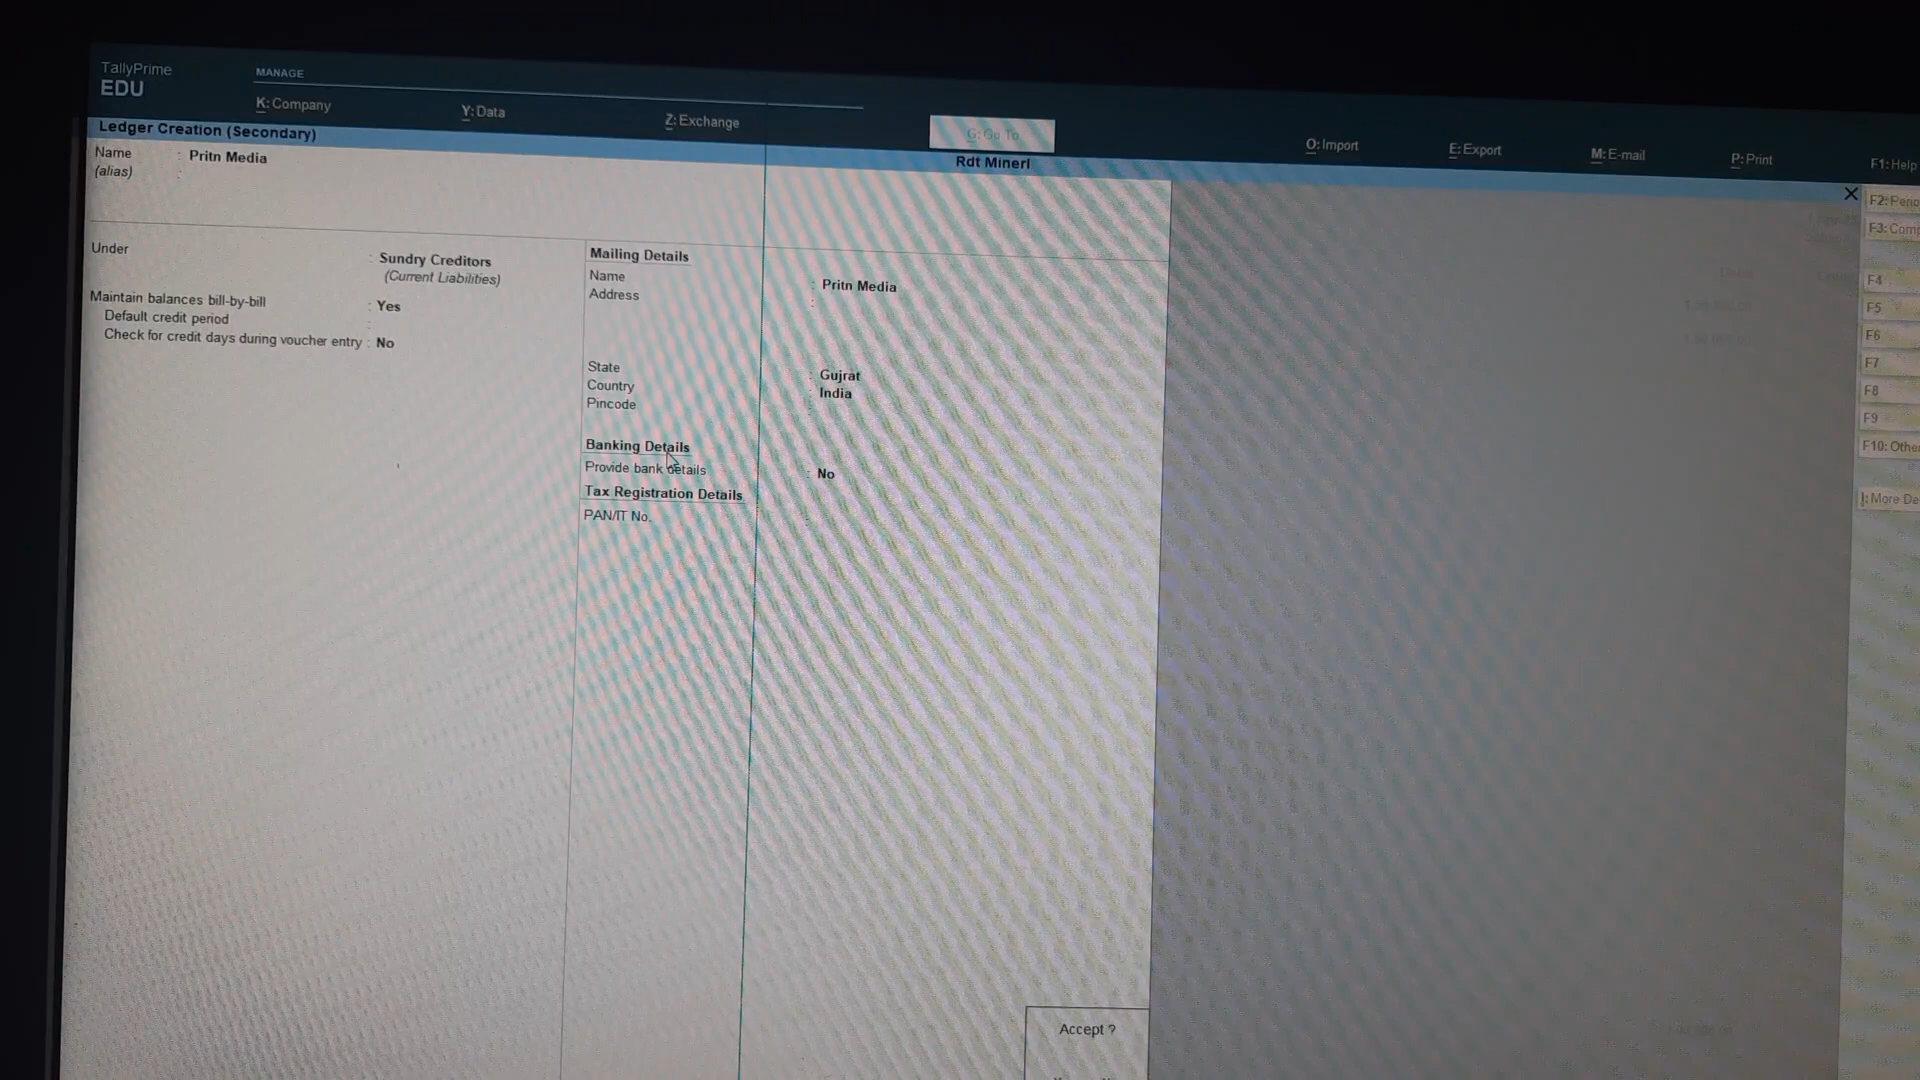 TallyPrime
EDU
MANAGE
K: Company
Y: Data
Z: Exchange
G: Go To
O: Import
E: Export
M: E-mail
P: Print
F1: Help
Ledger Creation (Secondary)
Rdt Minerl
Name : Pritn Media
(alias) :
Under : Sundry Creditors
(Current Liabilities)
Maintain balances bill-by-bill : Yes
Default credit period :
Check for credit days during voucher entry : No
Mailing Details
Name : Pritn Media
Address :
State : Gujrat
Country : India
Pincode :
Banking Details
Provide bank details : No
Tax Registration Details
PAN/IT No. :
Accept ?
F2: Perio
F3: Comp
F4
F5
F6
F7
F8
F9
F10: Othe
I: More De